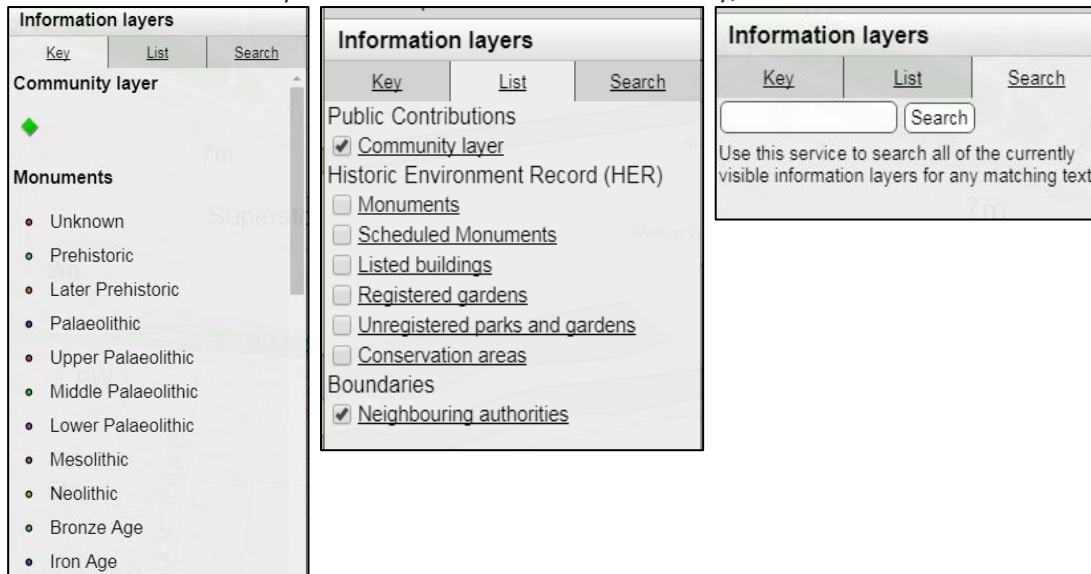 Information layers
Key List Search
Community layer
Monuments
Unknown
Prehistoric
Later Prehistoric
Palaeolithic
Upper Palaeolithic
Middle Palaeolithic
Lower Palaeolithic
Mesolithic
Neolithic
Bronze Age
Iron Age
Information layers
Key List Search
Public Contributions
Community layer
Historic Environment Record (HER)
Monuments
Scheduled Monuments
Listed buildings
Registered gardens
Unregistered parks and gardens
Conservation areas
Boundaries
Neighbouring authorities
Information layers
Key List Search
Search
Use this service to search all of the currently
visible information layers for any matching text
7m
7m
9m